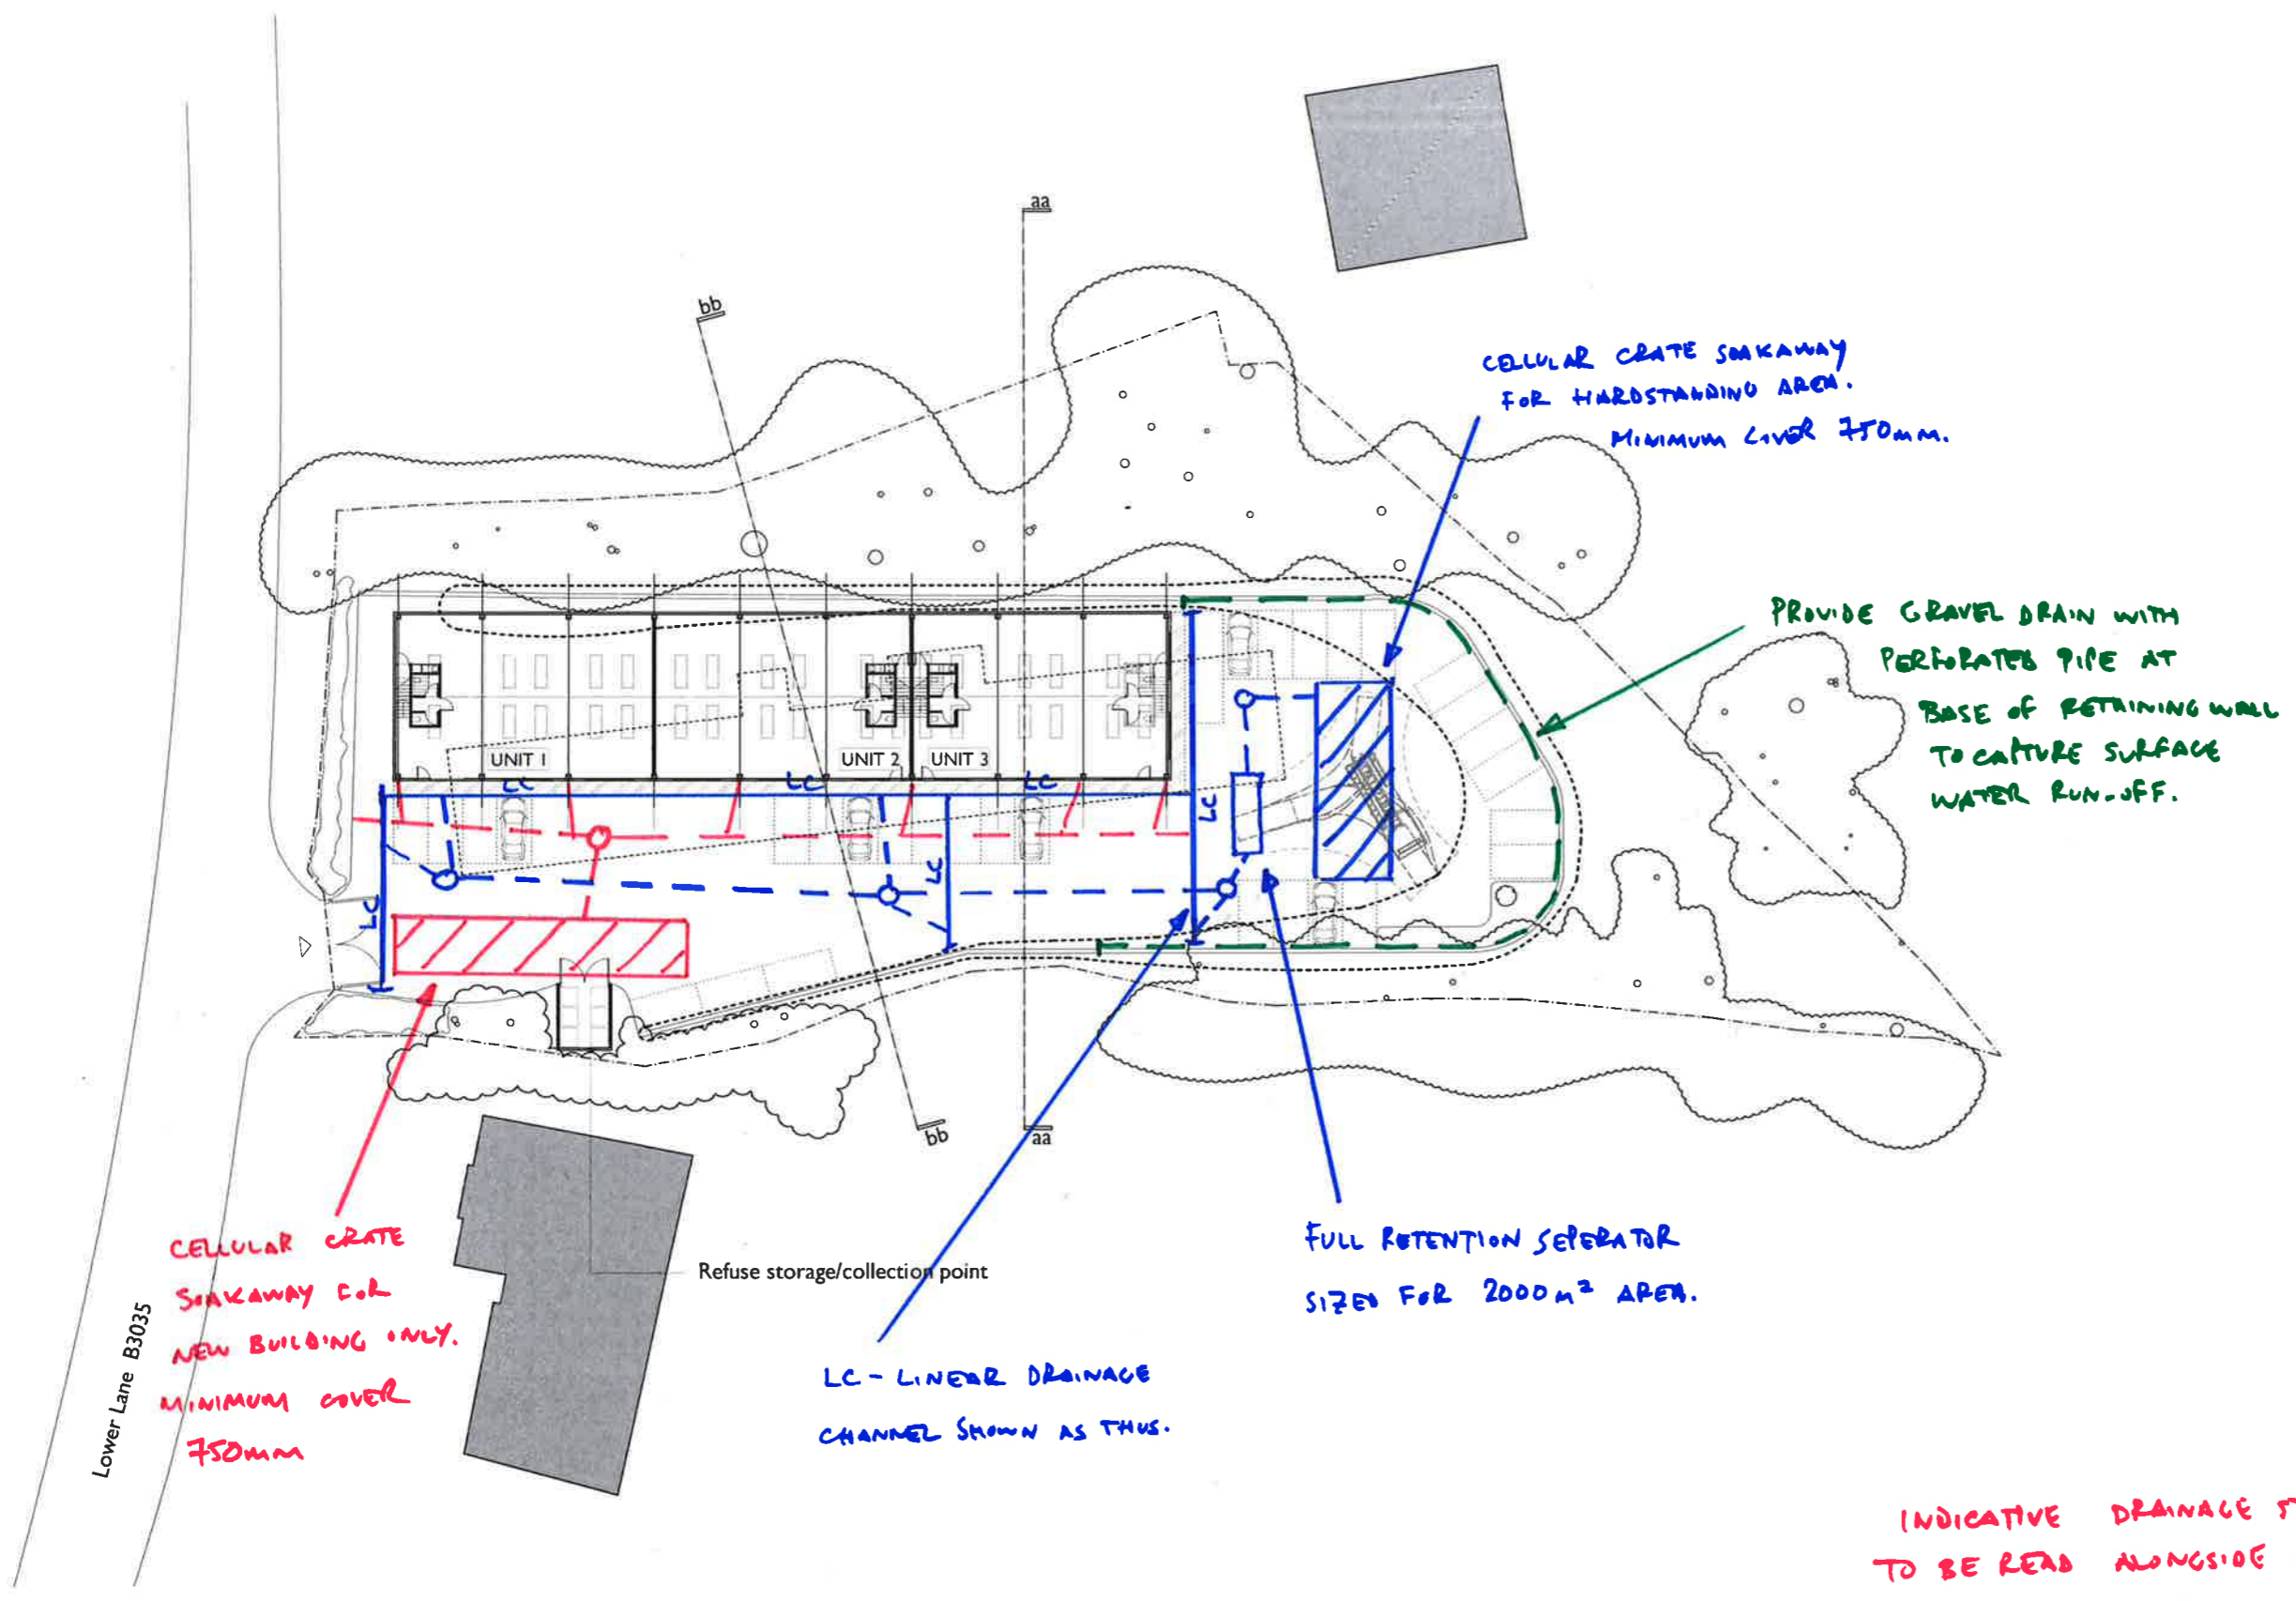 aa
bb
CELLULAR CRATE SOAKAWAY
FOR HARDSTANDING AREA.
MINIMUM COVER 750MM.
PROVIDE GRAVEL DRAIN WITH
PERFORATED PIPE AT
BASE OF RETAINING WALL
TO CAPTURE SURFACE
WATER RUN-OFF.
UNIT 1
UNIT 2
UNIT 3
LC
LC
LC
LC
LC
LC
bb
aa
CELLULAR CRATE
SOAKAWAY FOR
NEW BUILDING ONLY.
MINIMUM COVER
750mm
Lower Lane B3035
Refuse storage/collection point
FULL RETENTION SEPERATOR
SIZED FOR 2000m² AREA.
LC - LINEAR DRAINAGE
CHANNEL SHOWN AS THUS.
INDICATIVE DRAINAGE
TO BE READ ALONGSIDE